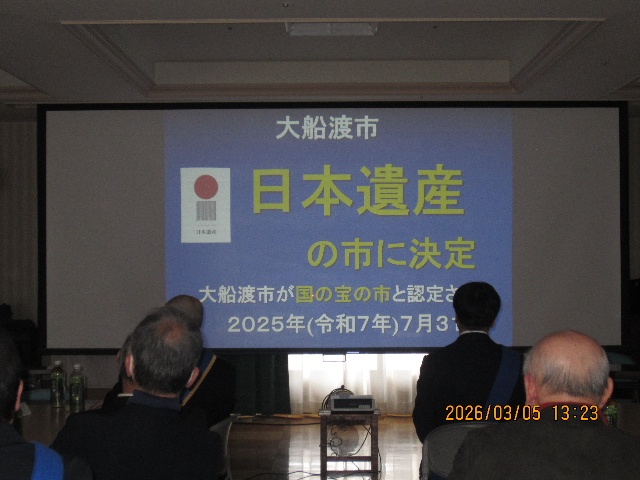 大船渡市
日本遺産
日本遺産
の市に決定
大船渡市が国の宝の市と認定さ
2025年(令和7年)7月31
2026/03/05 13:23